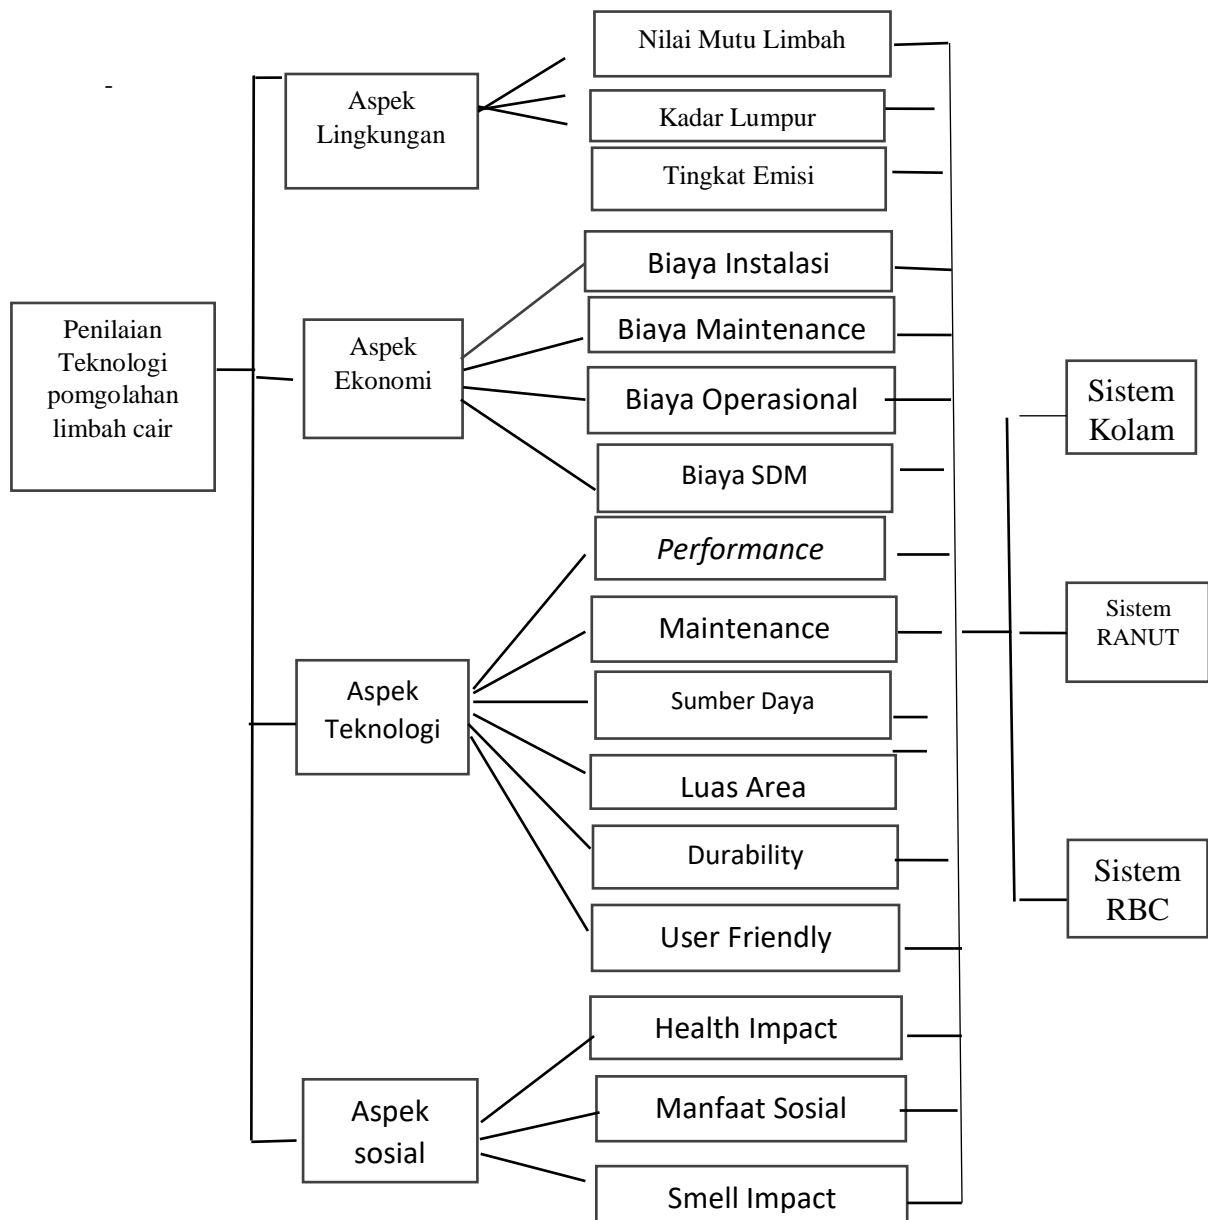 -
Penilaian
Teknologi
pomgolahan
limbah cair
Aspek
Lingkungan
Nilai Mutu Limbah
Kadar Lumpur
Tingkat Emisi
Aspek
Ekonomi
Biaya Instalasi
Biaya Maintenance
Biaya Operasional
Biaya SDM
Aspek
Teknologi
Performance
Maintenance
Sumber Daya
Luas Area
Durability
User Friendly
Aspek
sosial
Health Impact
Manfaat Sosial
Smell Impact
Sistem
Kolam
Sistem
RANUT
Sistem
RBC